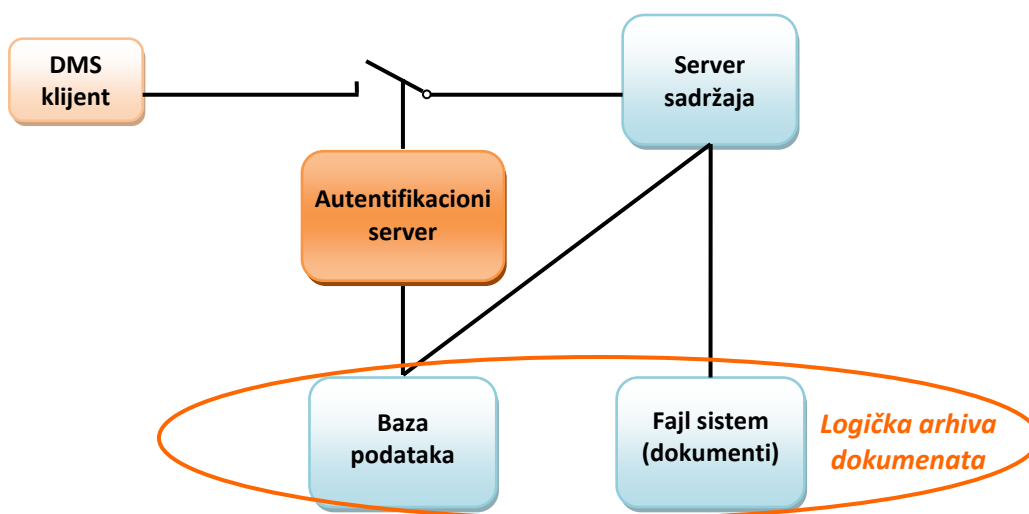 DMS
klijent
Server
sadržaja
Autentifikacioni
server
Baza
podataka
Fajl sistem
(dokumenti)
Logička arhiva
dokumenata